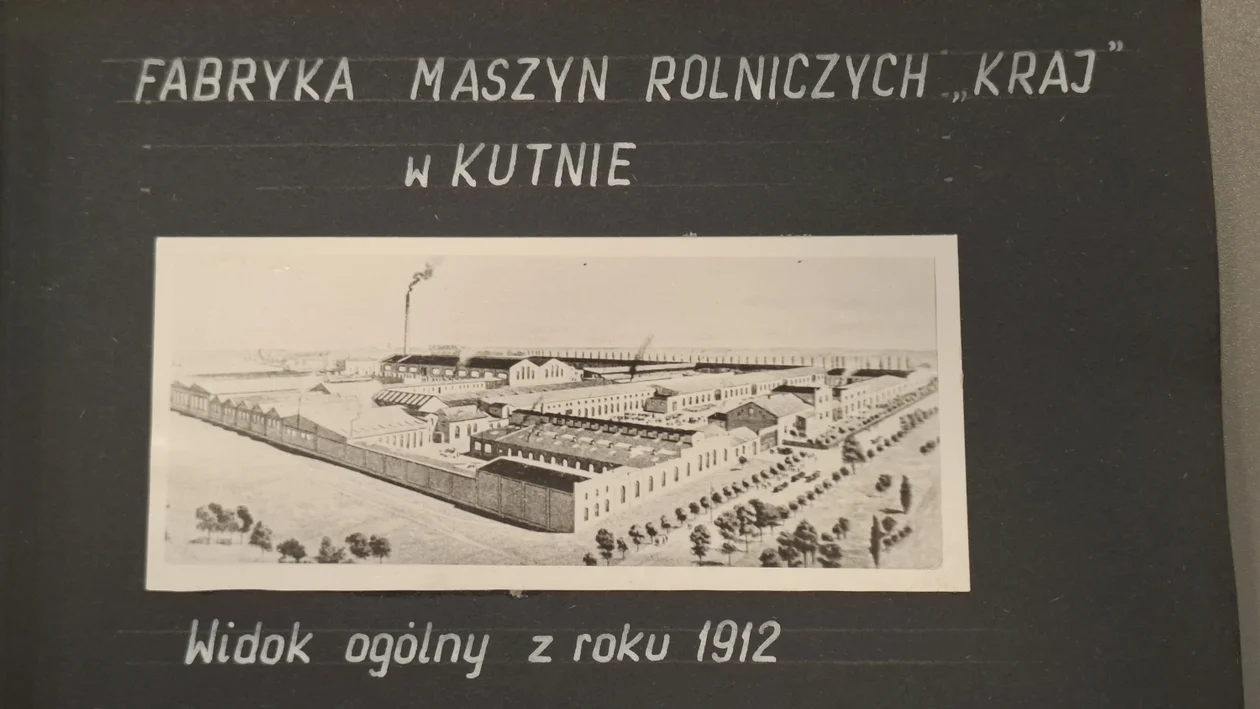 FABRYKA MASZYN ROLNICZYCH „KRAJ”
w KUTNIE
Widok ogólny z roku 1912